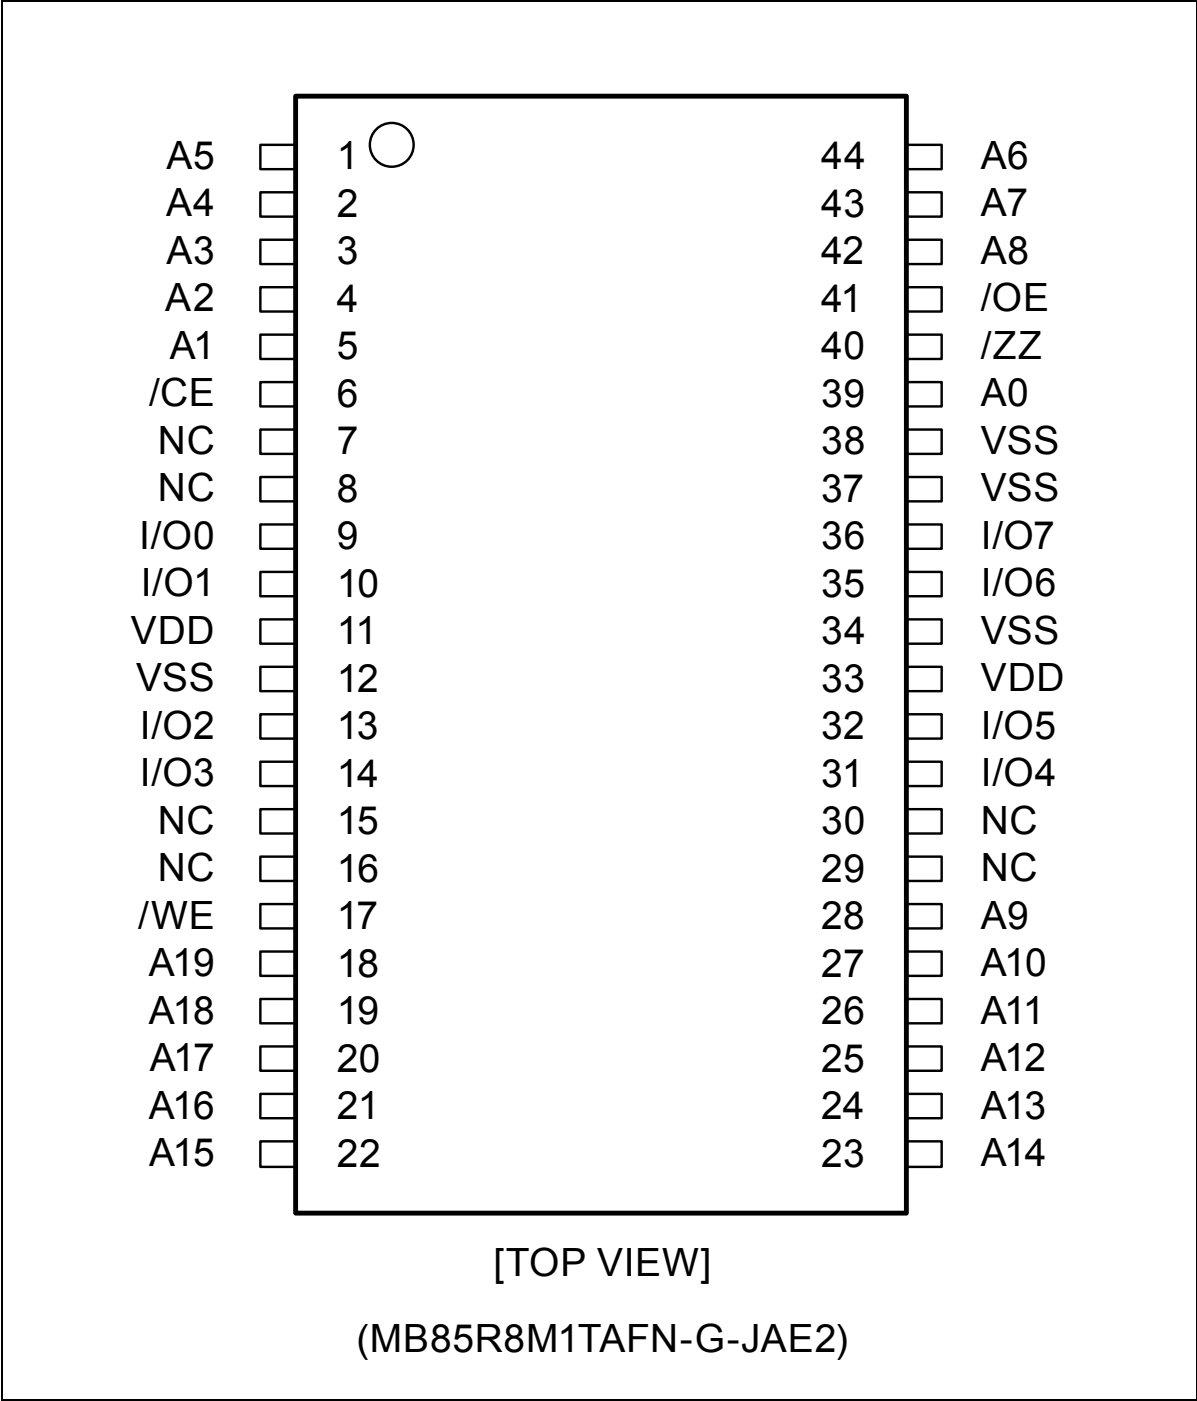 A5 1 44 A6
A4 2 43 A7
A3 3 42 A8
A2 4 41 /OE
A1 5 40 /ZZ
/CE 6 39 A0
NC 7 38 VSS
NC 8 37 VSS
I/O0 9 36 I/O7
I/O1 10 35 I/O6
VDD 11 34 VSS
VSS 12 33 VDD
I/O2 13 32 I/O5
I/O3 14 31 I/O4
NC 15 30 NC
NC 16 29 NC
/WE 17 28 A9
A19 18 27 A10
A18 19 26 A11
A17 20 25 A12
A16 21 24 A13
A15 22 23 A14
[TOP VIEW]
(MB85R8M1TAFN-G-JAE2)